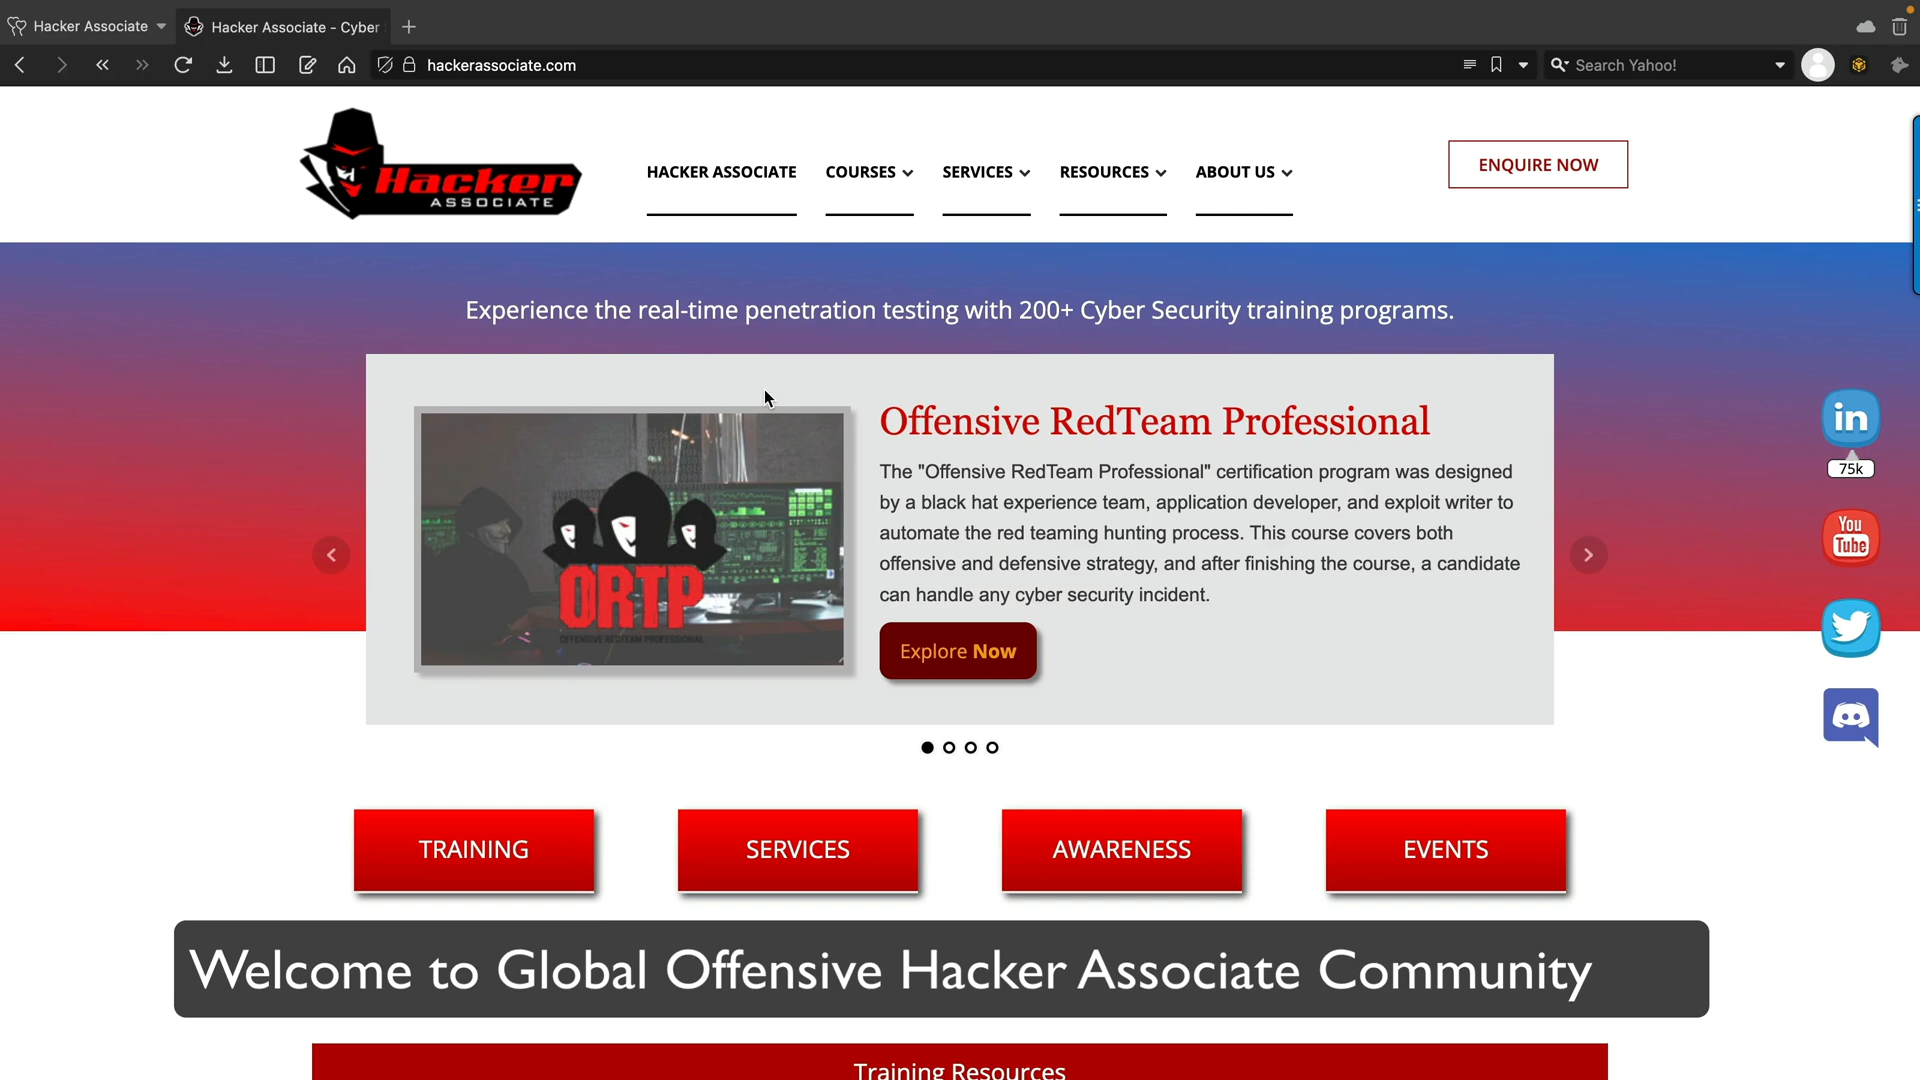 Hacker Associate
Hacker Associate - Cyber
hackerassociate.com
Search Yahoo!
Hacker
ASSOCIATE
HACKER ASSOCIATE
COURSES
SERVICES
RESOURCES
ABOUT US
ENQUIRE NOW
Experience the real-time penetration testing with 200+ Cyber Security training programs.
ORTP
OFFENSIVE REDTEAM PROFESSIONAL
Offensive RedTeam Professional
The "Offensive RedTeam Professional" certification program was designed
by a black hat experience team, application developer, and exploit writer to
automate the red teaming hunting process. This course covers both
offensive and defensive strategy, and after finishing the course, a candidate
can handle any cyber security incident.
Explore Now
in
75k
You
Tube
TRAINING
SERVICES
AWARENESS
EVENTS
Welcome to Global Offensive Hacker Associate Community
Training Resources